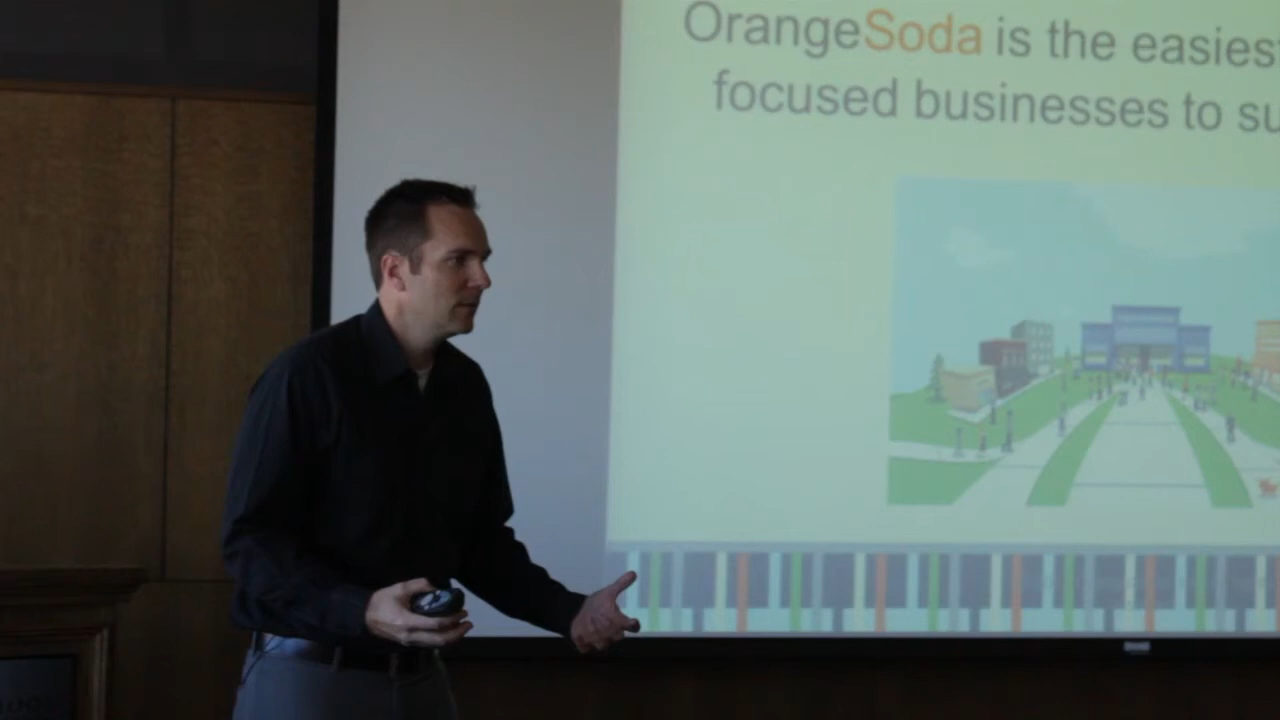 OrangeSoda is the easiest
focused businesses to su